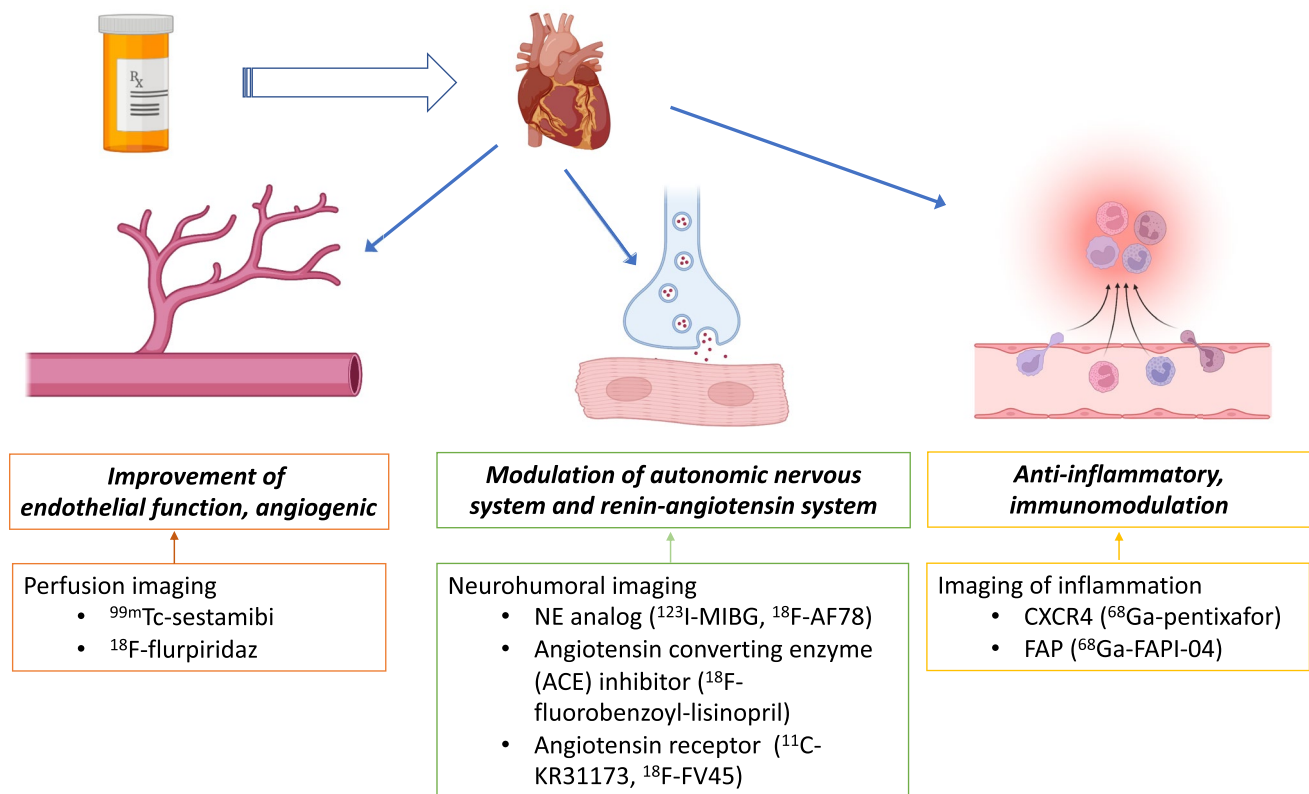 Rx
Improvement of
endothelial function, angiogenic
Perfusion imaging
• ⁹⁹ᵐTc-sestamibi
• ¹⁸F-flurpiridaz
Modulation of autonomic nervous
system and renin-angiotensin system
Neurohumoral imaging
• NE analog (¹²³I-MIBG, ¹⁸F-AF78)
• Angiotensin converting enzyme
(ACE) inhibitor (¹⁸F-
fluorobenzoyl-lisinopril)
• Angiotensin receptor (¹¹C-
KR31173, ¹⁸F-FV45)
Anti-inflammatory,
immunomodulation
Imaging of inflammation
• CXCR4 (⁶⁸Ga-pentixafor)
• FAP (⁶⁸Ga-FAPI-04)